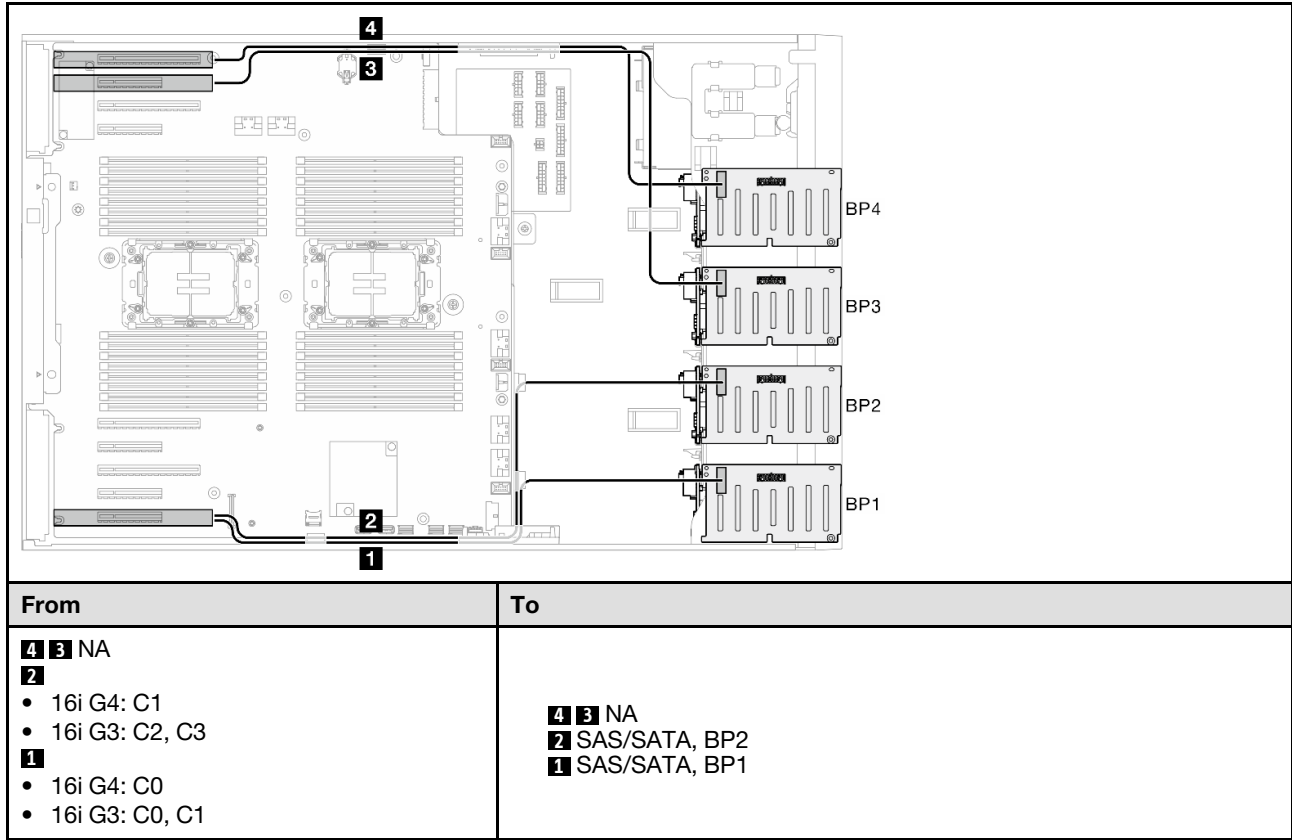 4
3
BP4
BP3
BP2
BP1
2
1
From
To
4 3 NA
2
• 16i G4: C1
• 16i G3: C2, C3
1
• 16i G4: C0
• 16i G3: C0, C1
4 3 NA
2 SAS/SATA, BP2
1 SAS/SATA, BP1